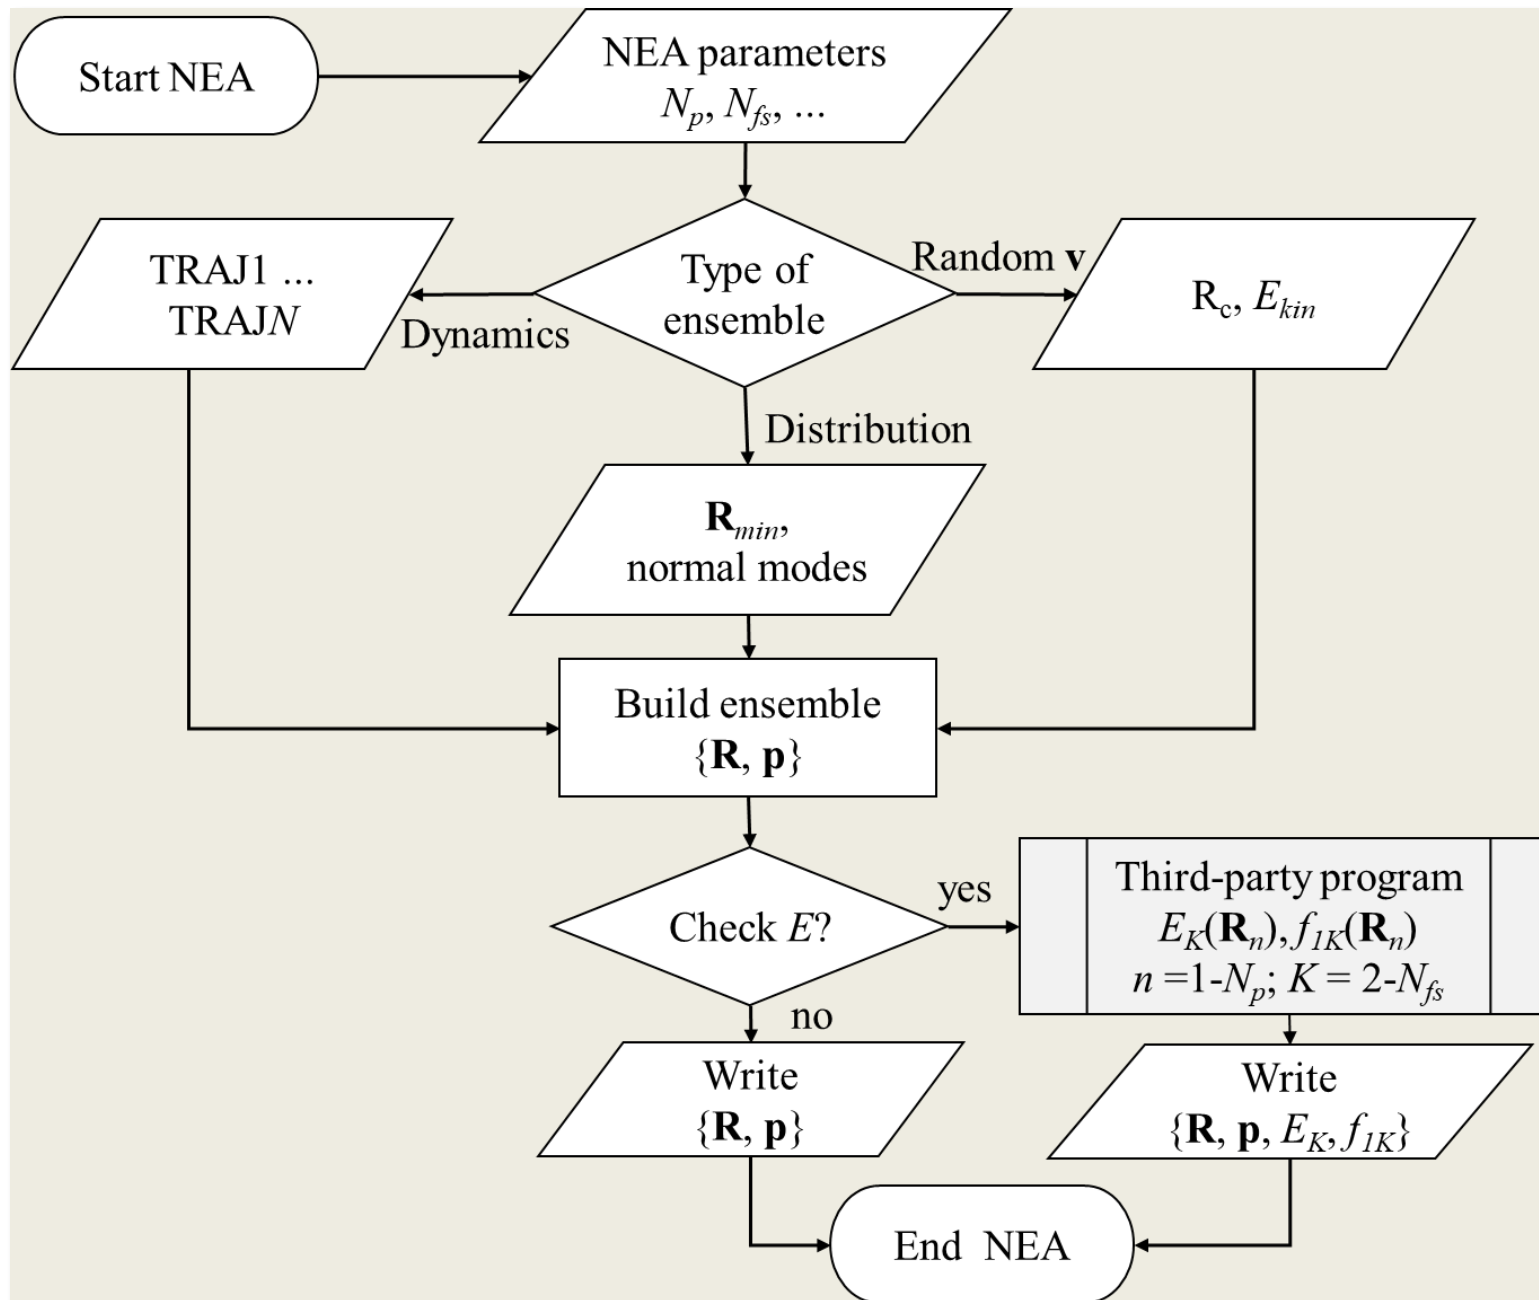 Start NEA
NEA parameters
Np, Nfs, ...
TRAJ1 ...
TRAJN
Dynamics
Type of
ensemble
Random v
Rc, Ekin
Distribution
Rmin,
normal modes
Build ensemble
{R, p}
Check E?
yes
Third-party program
EK(Rn), f1K(Rn)
n =1-Np; K = 2-Nfs
no
Write
{R, p}
Write
{R, p, EK, f1K}
End NEA